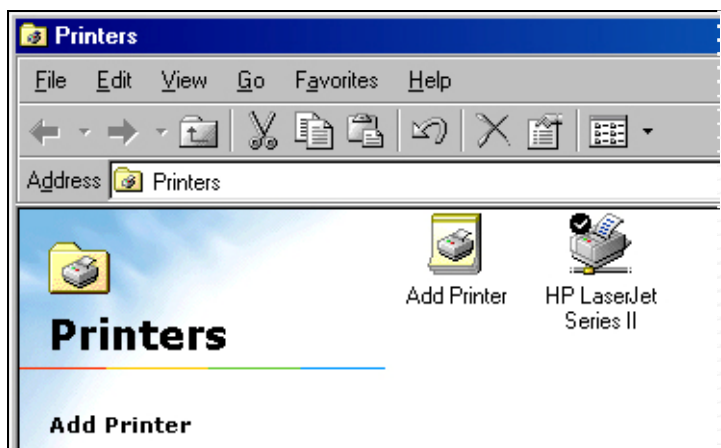 Printers
File Edit View Go Favorites Help
Address Printers
Add Printer HP LaserJet
Series II
Printers
Add Printer